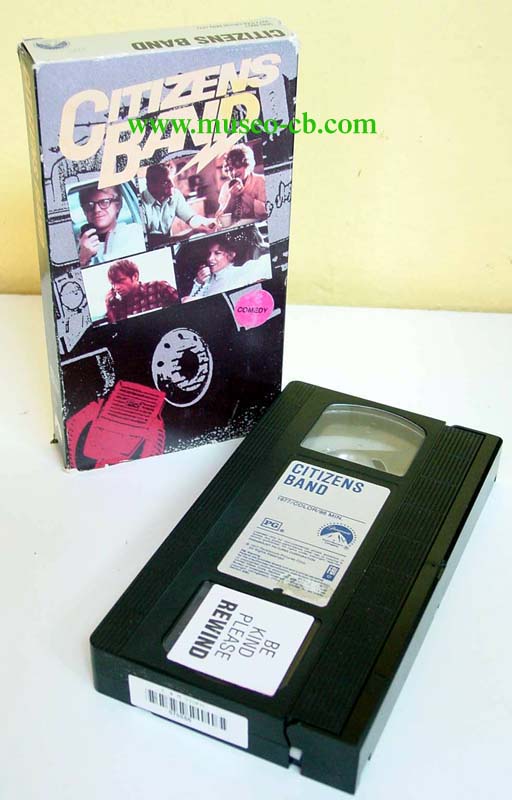 CITIZENS BAND
CITIZENS
BAND
www.museo-cb.com
COMEDY
CITIZENS
BAND
1977/COLOR/98 MIN.
PG
BE
KIND
PLEASE
REWIND